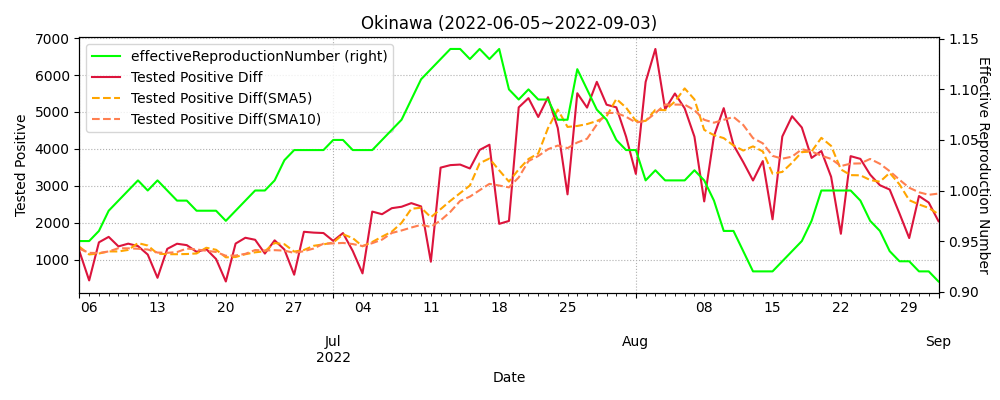 Okinawa (2022-06-05~2022-09-03)
effectiveReproductionNumber (right)
Tested Positive Diff
Tested Positive Diff(SMA5)
Tested Positive Diff(SMA10)
Tested Positive
7000
6000
5000
4000
3000
2000
1000
Effective Reproduction Number
1.15
1.10
1.05
1.00
0.95
0.90
06 13 20 27 04 11 18 25 08 15 22 29
Jul Aug Sep
2022
Date